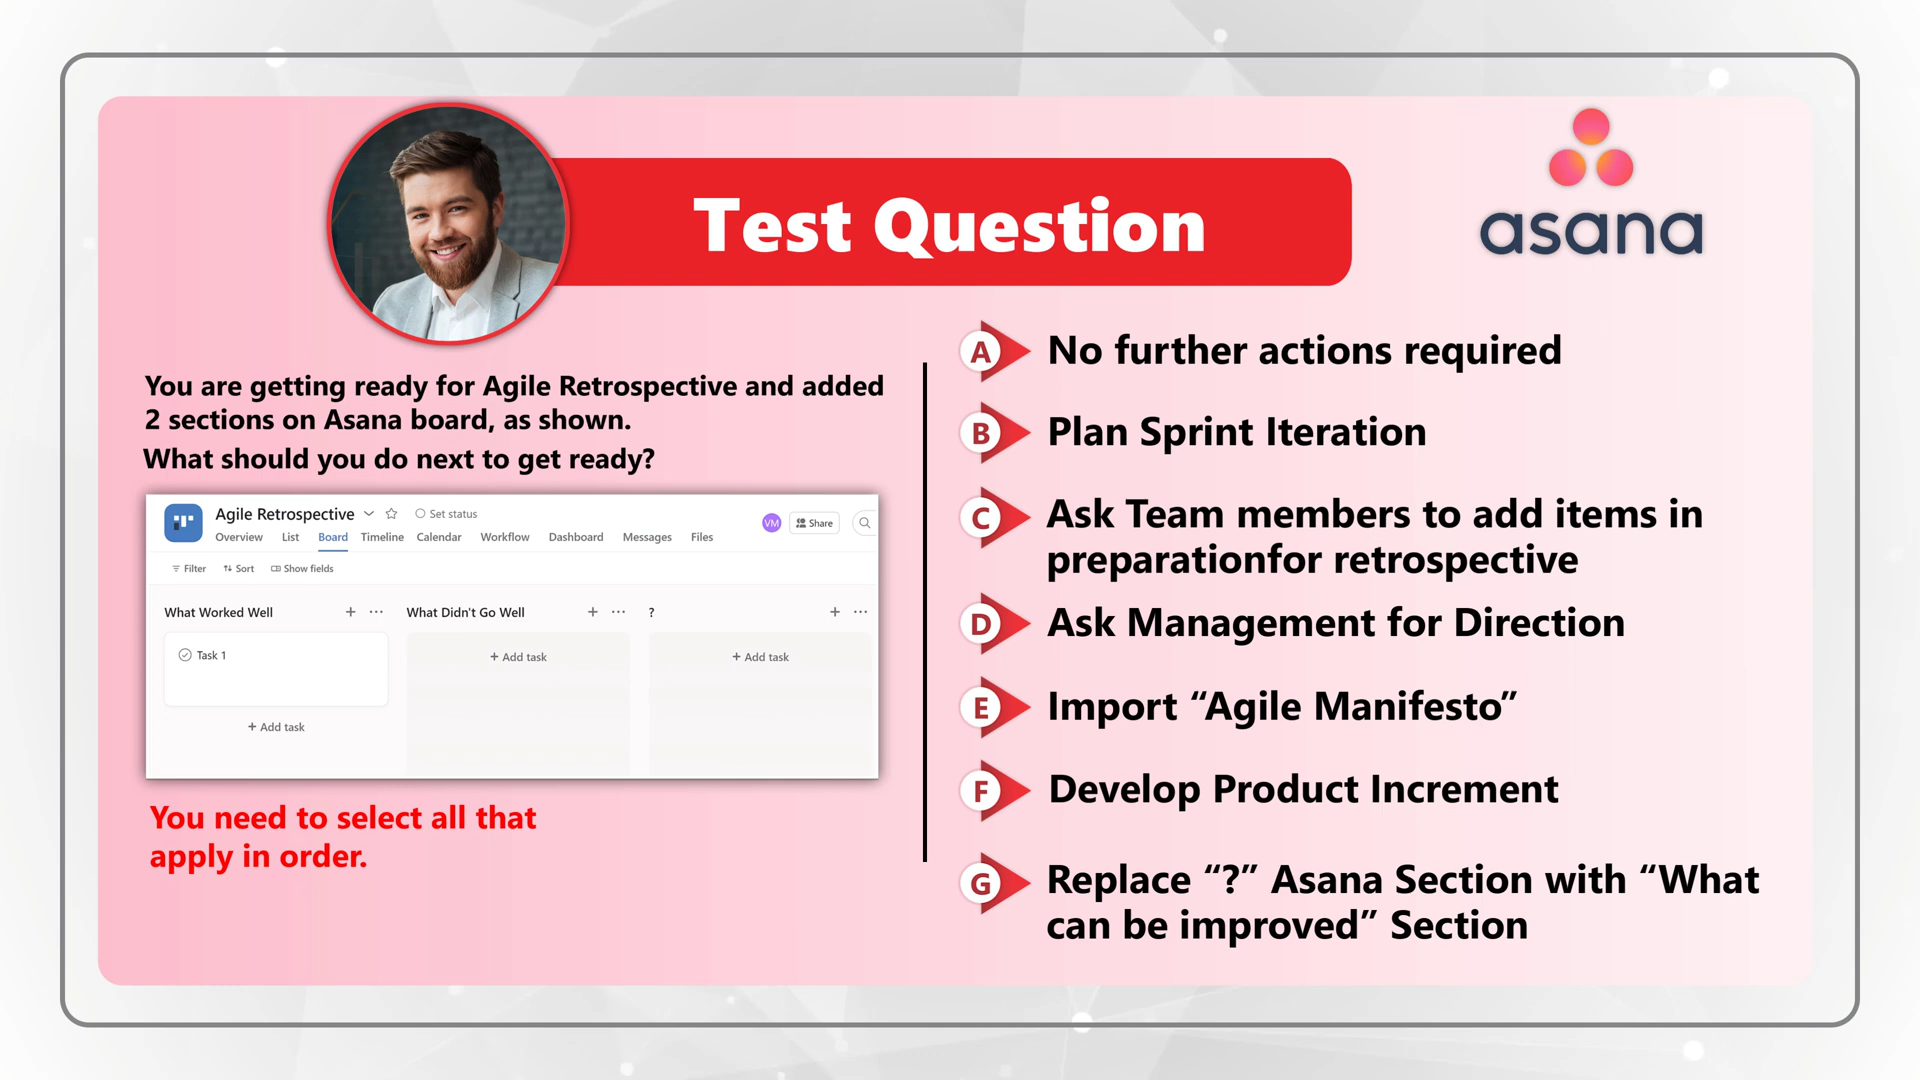 Test Question
asana
You are getting ready for Agile Retrospective and added
2 sections on Asana board, as shown.
What should you do next to get ready?
Agile Retrospective
Set status
VM
Share
Overview List Board Timeline Calendar Workflow Dashboard Messages Files
Filter Sort Show fields
What Worked Well + ...
What Didn't Go Well + ...
? + ...
Task 1
+ Add task
+ Add task
+ Add task
You need to select all that
apply in order.
A No further actions required
B Plan Sprint Iteration
C Ask Team members to add items in
preparationfor retrospective
D Ask Management for Direction
E Import “Agile Manifesto”
F Develop Product Increment
G Replace “?” Asana Section with “What
can be improved” Section